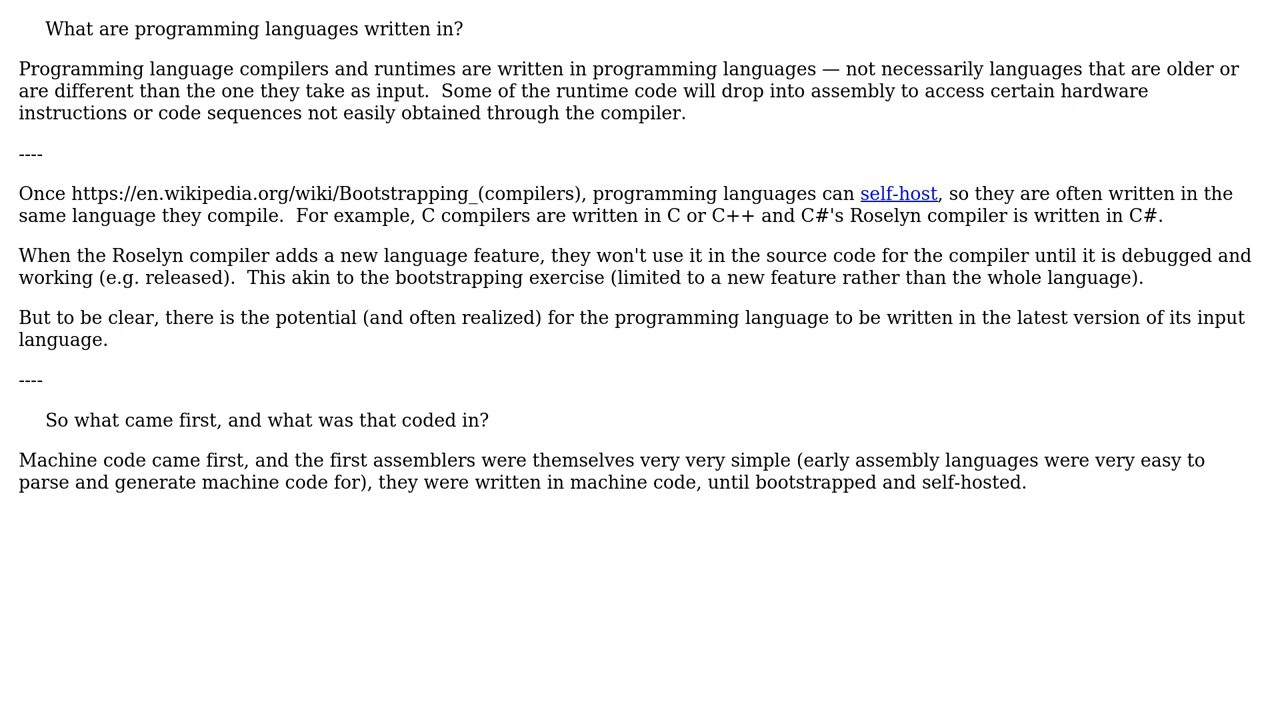 What are programming languages written in?
Programming language compilers and runtimes are written in programming languages — not necessarily languages that are older or
are different than the one they take as input.  Some of the runtime code will drop into assembly to access certain hardware
instructions or code sequences not easily obtained through the compiler.
----
Once https://en.wikipedia.org/wiki/Bootstrapping_(compilers), programming languages can self-host, so they are often written in the
same language they compile.  For example, C compilers are written in C or C++ and C#'s Roselyn compiler is written in C#.
When the Roselyn compiler adds a new language feature, they won't use it in the source code for the compiler until it is debugged and
working (e.g. released).  This akin to the bootstrapping exercise (limited to a new feature rather than the whole language).
But to be clear, there is the potential (and often realized) for the programming language to be written in the latest version of its input
language.
----
So what came first, and what was that coded in?
Machine code came first, and the first assemblers were themselves very very simple (early assembly languages were very easy to
parse and generate machine code for), they were written in machine code, until bootstrapped and self-hosted.